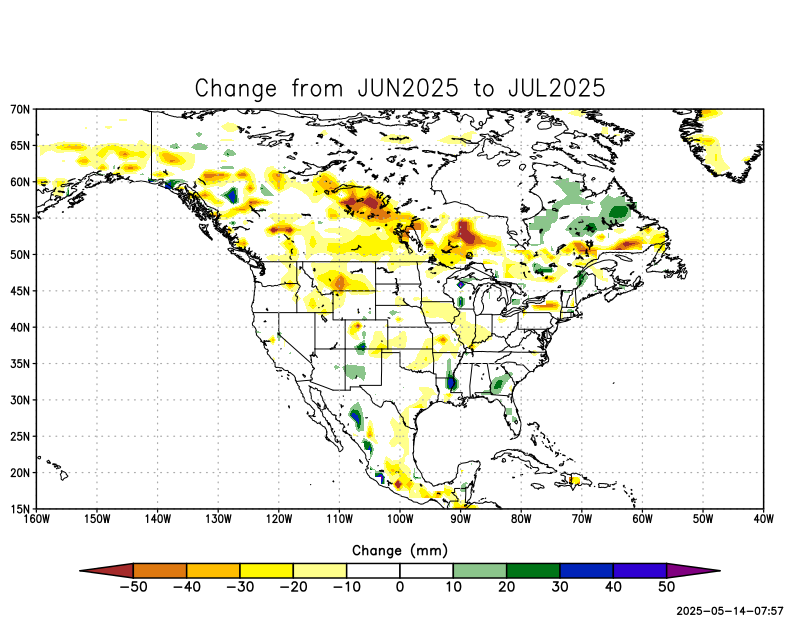 Change from JUN2025 to JUL2025
70N
65N
60N
55N
50N
45N
40N
35N
30N
25N
20N
15N
160W 150W 140W 130W 120W 110W 100W 90W 80W 70W 60W 50W 40W
Change (mm)
−50 −40 −30 −20 −10 0 10 20 30 40 50
2025-05-14-07:57